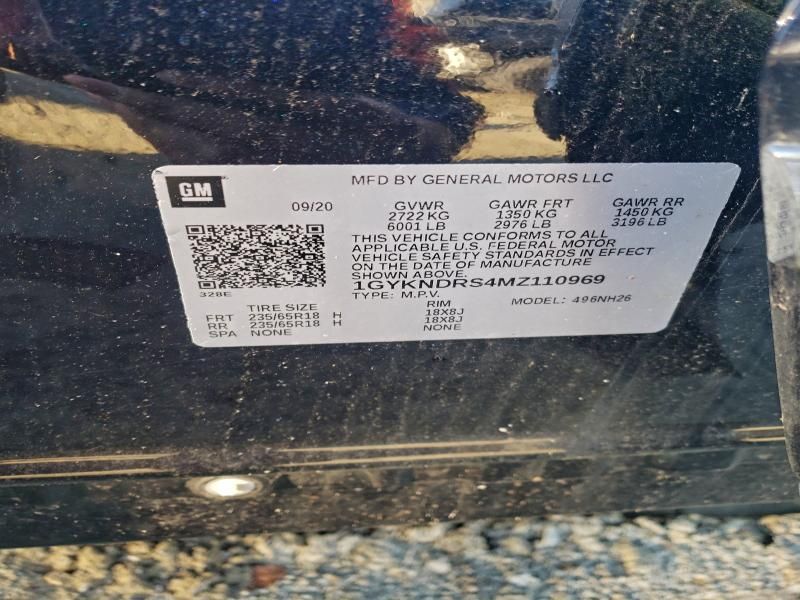 GM
MFD BY GENERAL MOTORS LLC
09/20 GVWR GAWR FRT GAWR RR
2722 KG 1350 KG 1450 KG
6001 LB 2976 LB 3196 LB
THIS VEHICLE CONFORMS TO ALL
APPLICABLE U.S. FEDERAL MOTOR
VEHICLE SAFETY STANDARDS IN EFFECT
ON THE DATE OF MANUFACTURE
SHOWN ABOVE.
328E
1GYKNDRS4MZ110969
TYPE: M.P.V. MODEL: 496NH26
TIRE SIZE RIM
FRT 235/65R18 H 18X8J
RR 235/65R18 H 18X8J
SPA NONE NONE